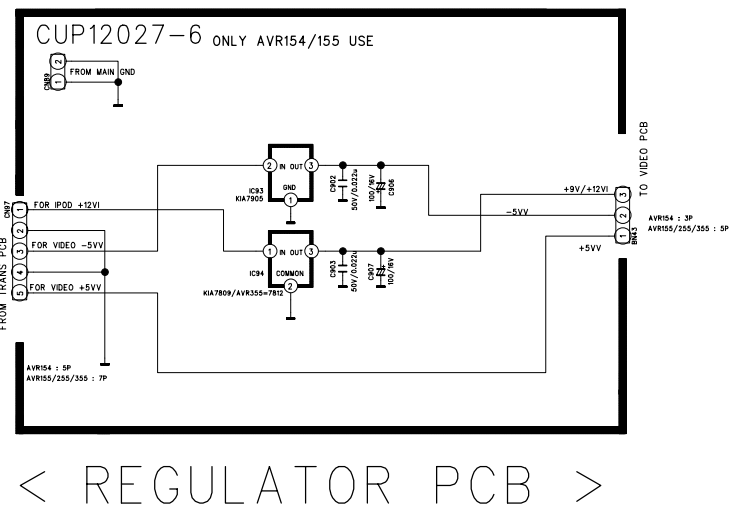 CUP12027-6 ONLY AVR154/155 USE
2
FROM MAIN GND
CN89
1
2 IN OUT 3
GND
1
IC93
KIA7905
C902
50V/0.022u
100/16V
C906
TO VIDEO PCB
+9V/+12VI
3
-5VV
2
AVR154 : 3P
AVR155/255/355 : 5P
1
BN43
+5VV
CN97
1
FOR IPOD +12VI
2
FOR VIDEO -5VV
3
4
FOR VIDEO +5VV
5
FROM TRANS PCB
1 IN OUT 3
IC94
COMMON
2
KIA7809/AVR355=7812
C903
50V/0.022u
C907
100/16V
AVR154 : 5P
AVR155/255/355 : 7P
< REGULATOR PCB >